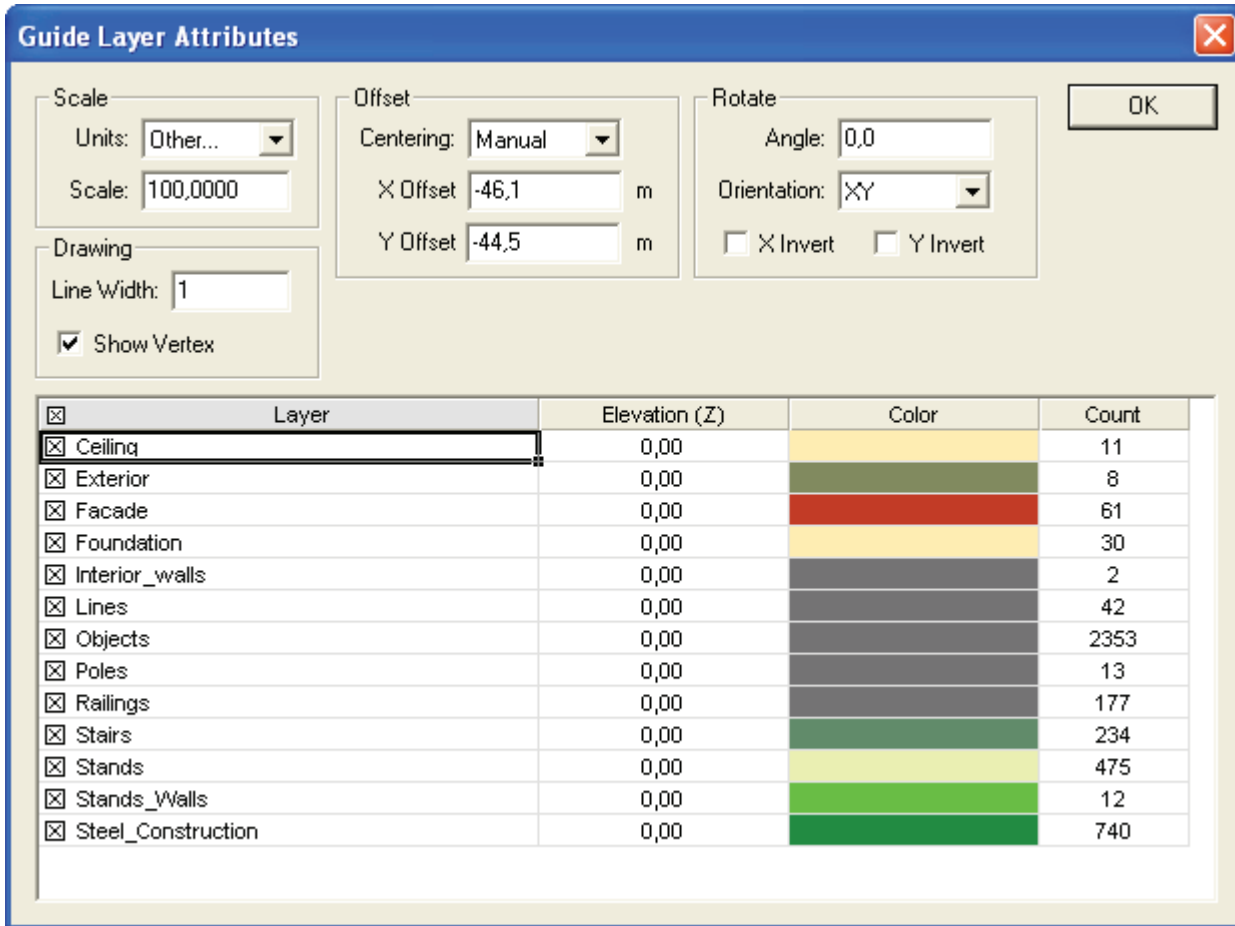 Guide Layer Attributes
Scale
Units: Other...
Scale: 100,0000
Offset
Centering: Manual
X Offset -46,1 m
Y Offset -44,5 m
Rotate
Angle: 0,0
Orientation: XY
X Invert Y Invert
OK
Drawing
Line Width: 1
Show Vertex
Layer Elevation (Z) Color Count
Ceiling 0,00 11
Exterior 0,00 8
Facade 0,00 61
Foundation 0,00 30
Interior_walls 0,00 2
Lines 0,00 42
Objects 0,00 2353
Poles 0,00 13
Railings 0,00 177
Stairs 0,00 234
Stands 0,00 475
Stands_Walls 0,00 12
Steel_Construction 0,00 740